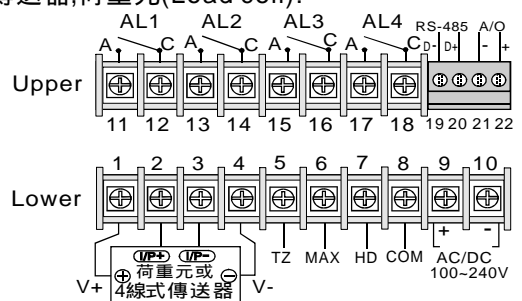 荷重元(Load cell):
AL1 AL2 AL3 AL4 RS-485 A/O
A C A C A C A C D- D+ - +
Upper
11 12 13 14 15 16 17 18 19 20 21 22
1 2 3 4 5 6 7 8 9 10
Lower
+ -
(I/P+) (I/P-) TZ MAX HD COM AC/DC
荷重元或 100~240V
V+ 4線式傳送器 V-